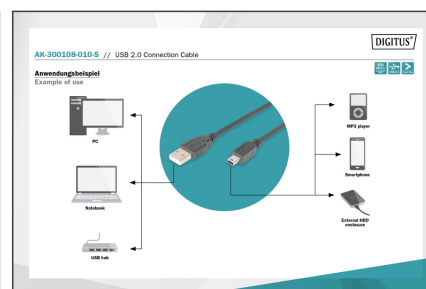 DIGITUS®
AK-300108-010-S // USB 2.0 Connection Cable
Anwendungsbeispiel
Example of use
PC
Notebook
USB hub
MP3 player
Smartphone
External HDD
enclosure